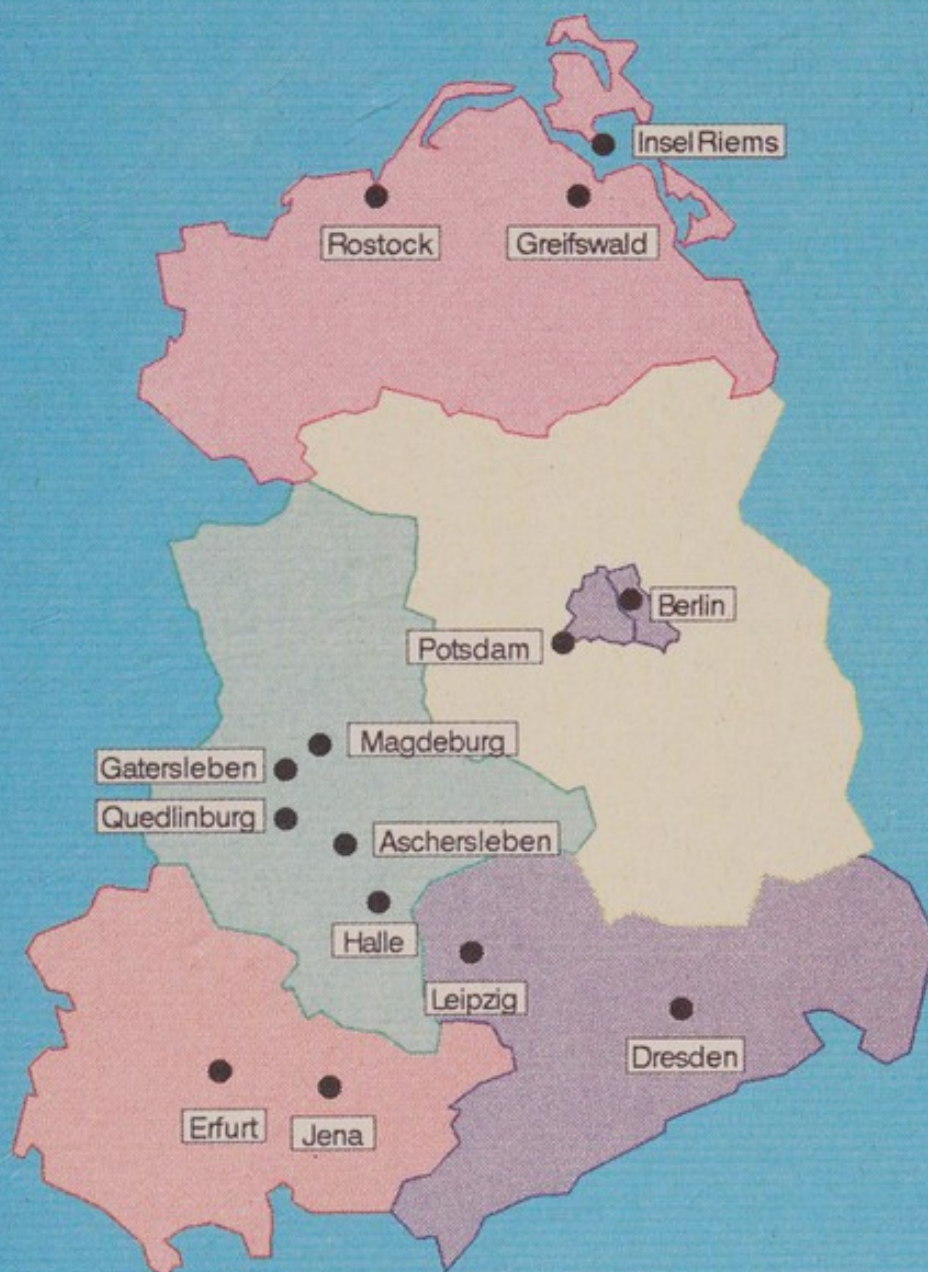 Insel Riems
Rostock
Greifswald
Berlin
Potsdam
Magdeburg
Gatersleben
Quedlinburg
Aschersleben
Halle
Leipzig
Dresden
Erfurt
Jena